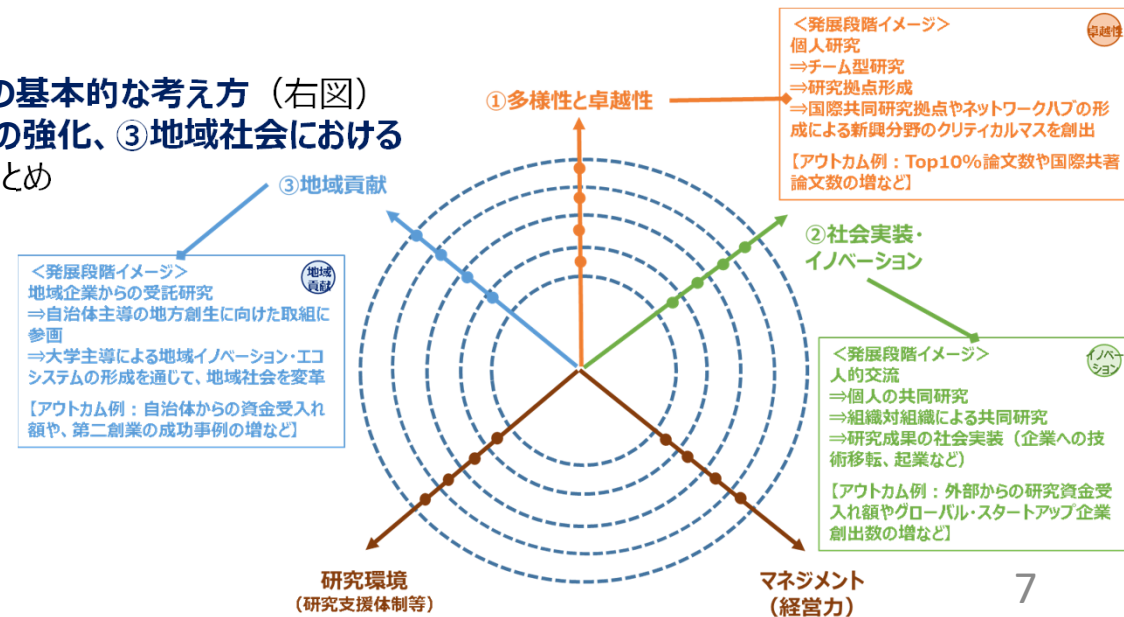 の基本的な考え方（右図）
の強化、③地域社会における
とめ
①多様性と卓越性
＜発展段階イメージ＞
卓越性
個人研究
⇒チーム型研究
⇒研究拠点形成
⇒国際共同研究拠点やネットワークハブの形
成による新興分野のクリティカルマスを創出
【アウトカム例：Top10％論文数や国際共著
論文数の増など】
③地域貢献
＜発展段階イメージ＞
地域
貢献
地域企業からの受託研究
⇒自治体主導の地方創生に向けた取組に
参画
⇒大学主導による地域イノベーション・エコ
システムの形成を通じて、地域社会を変革
【アウトカム例：自治体からの資金受入れ
額や、第二創業の成功事例の増など】
②社会実装・
イノベーション
＜発展段階イメージ＞
イノベー
ション
人的交流
⇒個人の共同研究
⇒組織対組織による共同研究
⇒研究成果の社会実装（企業への技
術移転、起業など）
【アウトカム例：外部からの研究資金受
入れ額やグローバル・スタートアップ企業
創出数の増など】
研究環境
（研究支援体制等）
マネジメント
（経営力）
7